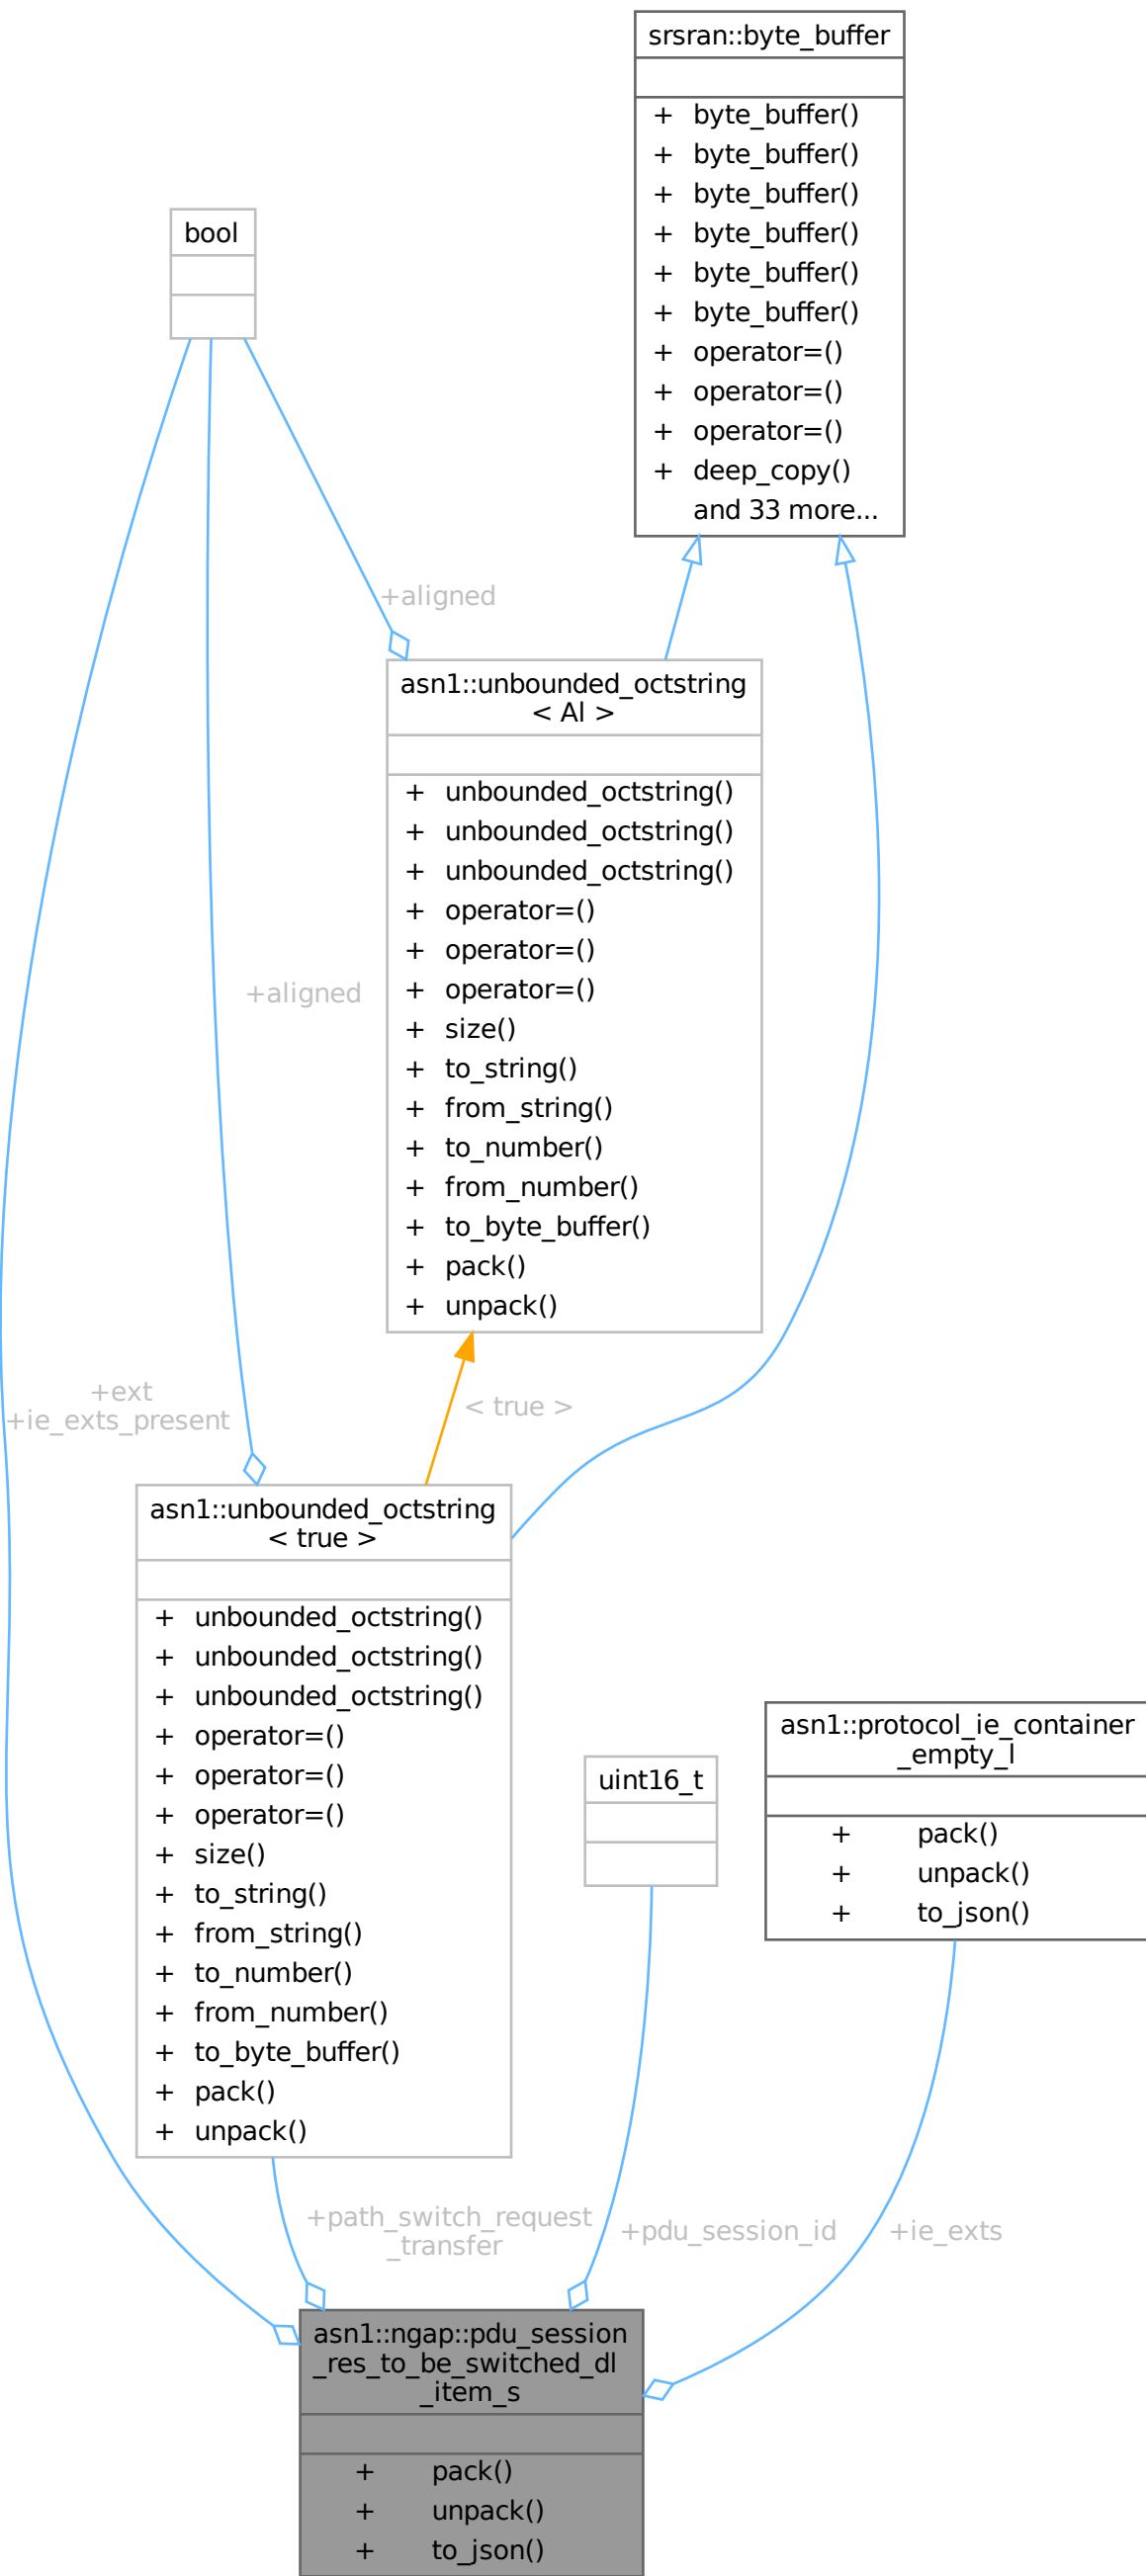 srsran::byte_buffer
+ byte_buffer()
+ byte_buffer()
+ byte_buffer()
+ byte_buffer()
+ byte_buffer()
+ byte_buffer()
+ operator=()
+ operator=()
+ operator=()
+ deep_copy()
and 33 more...
bool
+aligned
asn1::unbounded_octstring
< Al >
+ unbounded_octstring()
+ unbounded_octstring()
+ unbounded_octstring()
+ operator=()
+ operator=()
+ operator=()
+ size()
+ to_string()
+ from_string()
+ to_number()
+ from_number()
+ to_byte_buffer()
+ pack()
+ unpack()
+aligned
+ext
+ie_exts_present
< true >
asn1::unbounded_octstring
< true >
+ unbounded_octstring()
+ unbounded_octstring()
+ unbounded_octstring()
+ operator=()
+ operator=()
+ operator=()
+ size()
+ to_string()
+ from_string()
+ to_number()
+ from_number()
+ to_byte_buffer()
+ pack()
+ unpack()
uint16_t
asn1::protocol_ie_container
_empty_l
+ pack()
+ unpack()
+ to_json()
+path_switch_request
_transfer
+pdu_session_id
+ie_exts
asn1::ngap::pdu_session
_res_to_be_switched_dl
_item_s
+ pack()
+ unpack()
+ to_json()